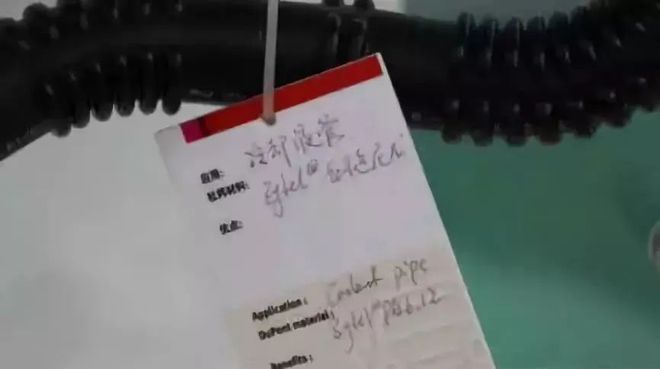 应用: 冷却液管
杜邦材料: Zytel®
优点:
Application: Coolant pipe
DuPont material: Zytel® PA6.12
benefits: